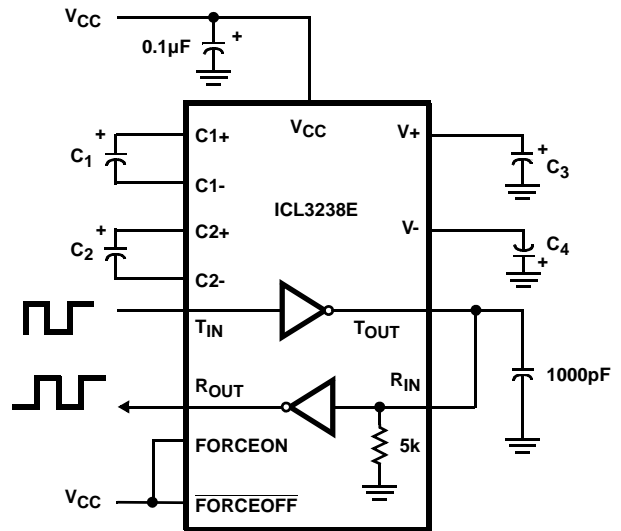 VCC
0.1µF +
VCC
+ C1 C1+
C1-
+ C2 C2+
C2-
ICL3238E
V+ + C3
V- C4 +
TIN TOUT
ROUT RIN
1000pF
5k
FORCEON
VCC
FORCEOFF